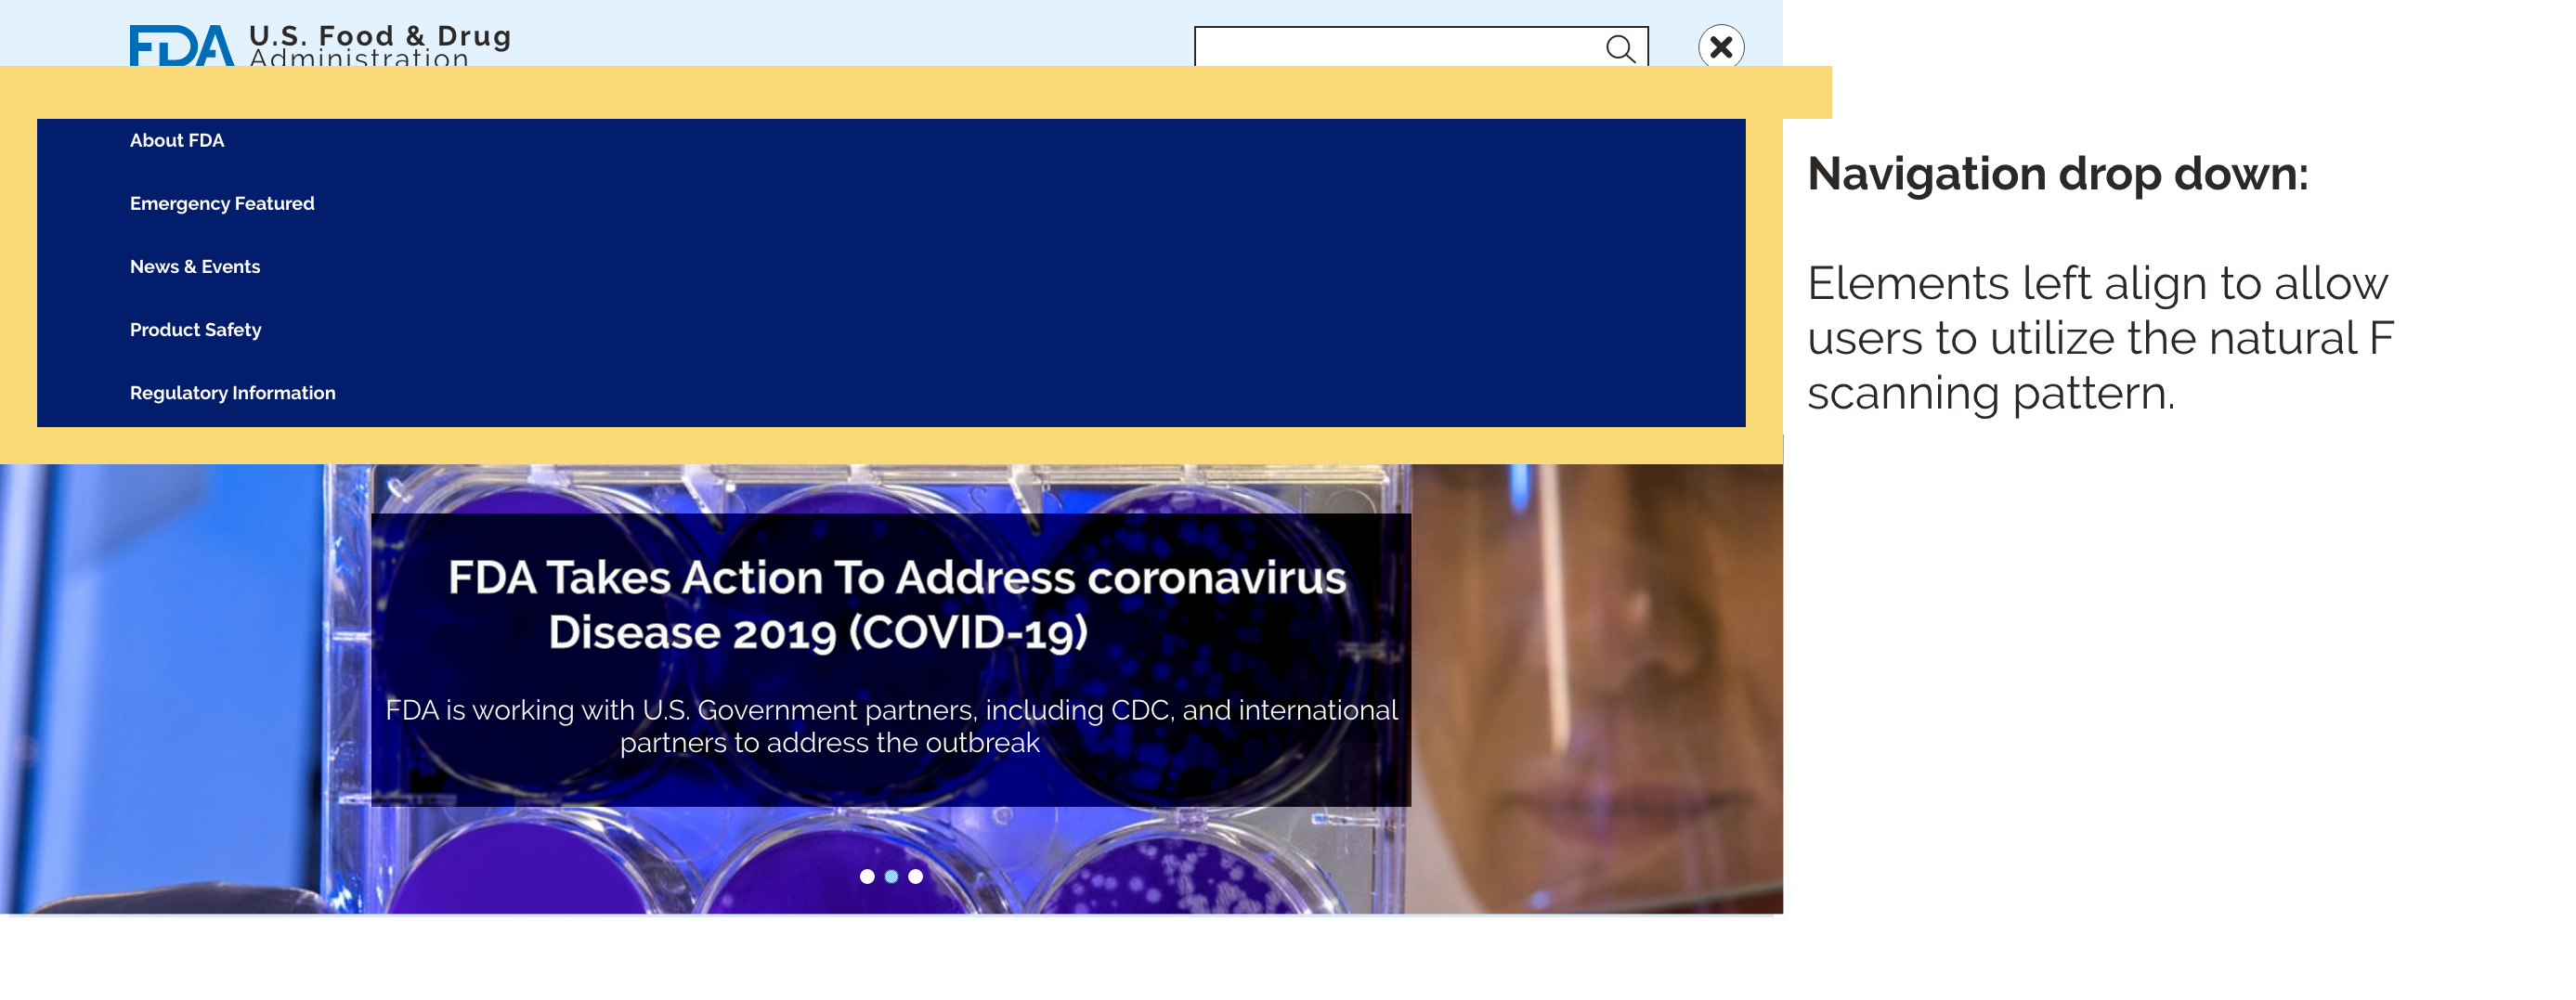 FDA U.S. Food & Drug
Administration
About FDA
Emergency Featured
News & Events
Product Safety
Regulatory Information
Navigation drop down:
Elements left align to allow
users to utilize the natural F
scanning pattern.
FDA Takes Action To Address coronavirus
Disease 2019 (COVID-19)
FDA is working with U.S. Government partners, including CDC, and international
partners to address the outbreak